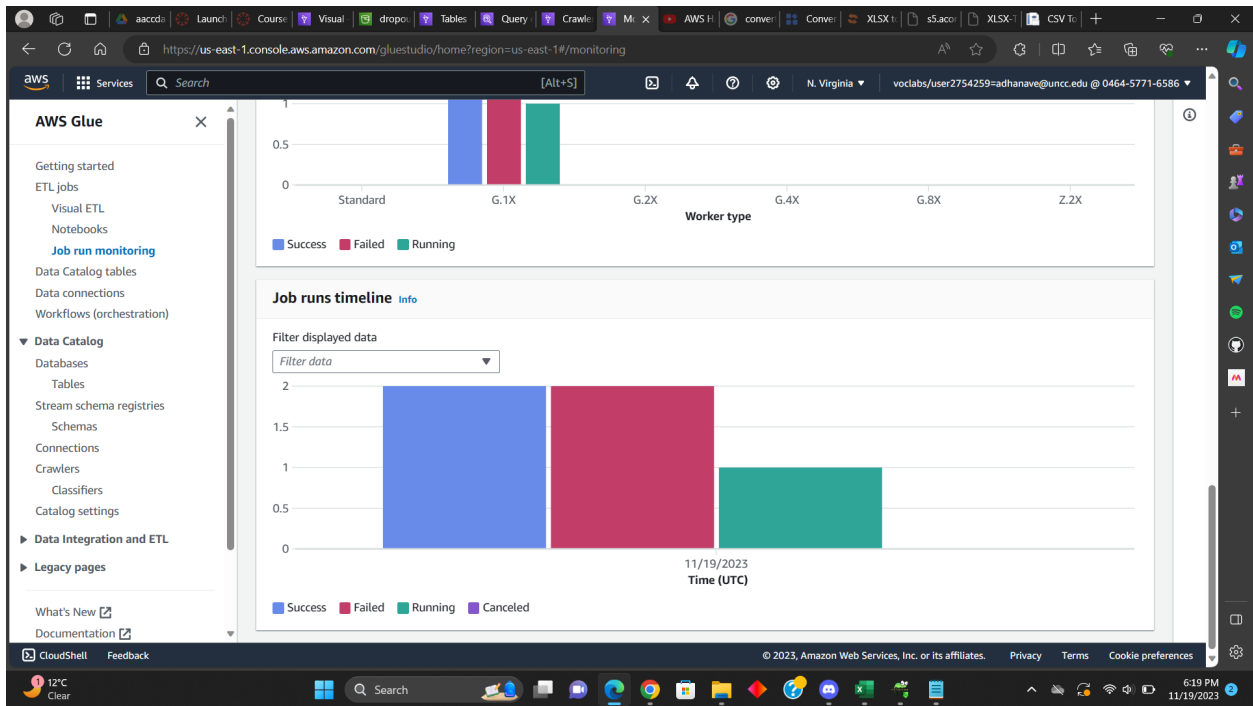 aaccda
Launch
Course
Visual
dropou
Tables
Query
Crawle
AWS H
conver
Conver
XLSX to
s5.acor
XLSX-T
CSV To
https://us-east-1.console.aws.amazon.com/gluestudio/home?region=us-east-1#/monitoring
aws
Services
Search
[Alt+S]
N. Virginia
voclabs/user2754259=adhanave@uncc.edu @ 0464-5771-6586
AWS Glue
Getting started
ETL jobs
Visual ETL
Notebooks
Job run monitoring
Data Catalog tables
Data connections
Workflows (orchestration)
Data Catalog
Databases
Tables
Stream schema registries
Schemas
Connections
Crawlers
Classifiers
Catalog settings
Data Integration and ETL
Legacy pages
What's New
Documentation
1
0.5
0
Standard
G.1X
G.2X
G.4X
G.8X
Z.2X
Worker type
Success
Failed
Running
Job runs timeline Info
Filter displayed data
Filter data
2
1.5
1
0.5
0
11/19/2023
Time (UTC)
Success
Failed
Running
Canceled
CloudShell
Feedback
© 2023, Amazon Web Services, Inc. or its affiliates.
Privacy
Terms
Cookie preferences
1
12°C
Clear
Search
6:19 PM
11/19/2023
2